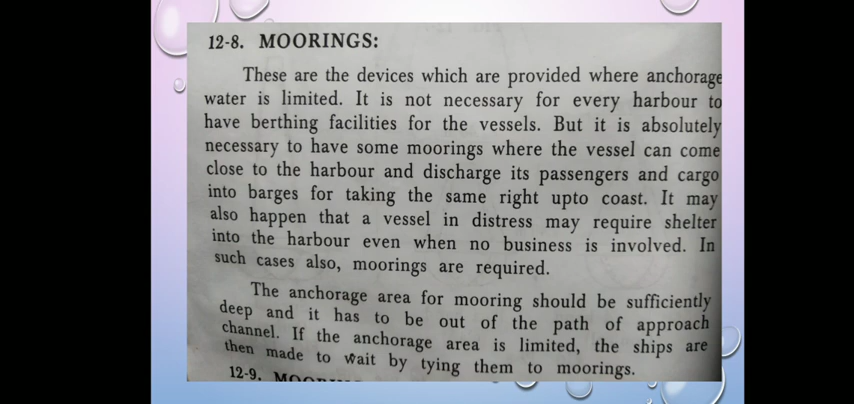 12-8. MOORINGS:
These are the devices which are provided where anchorage
water is limited. It is not necessary for every harbour to
have berthing facilities for the vessels. But it is absolutely
necessary to have some moorings where the vessel can come
close to the harbour and discharge its passengers and cargo
into barges for taking the same right upto coast. It may
also happen that a vessel in distress may require shelter
into the harbour even when no business is involved. In
such cases also, moorings are required.
The anchorage area for mooring should be sufficiently
deep and it has to be out of the path of approach
channel. If the anchorage area is limited, the ships are
then made to wait by tying them to moorings.
12-9.